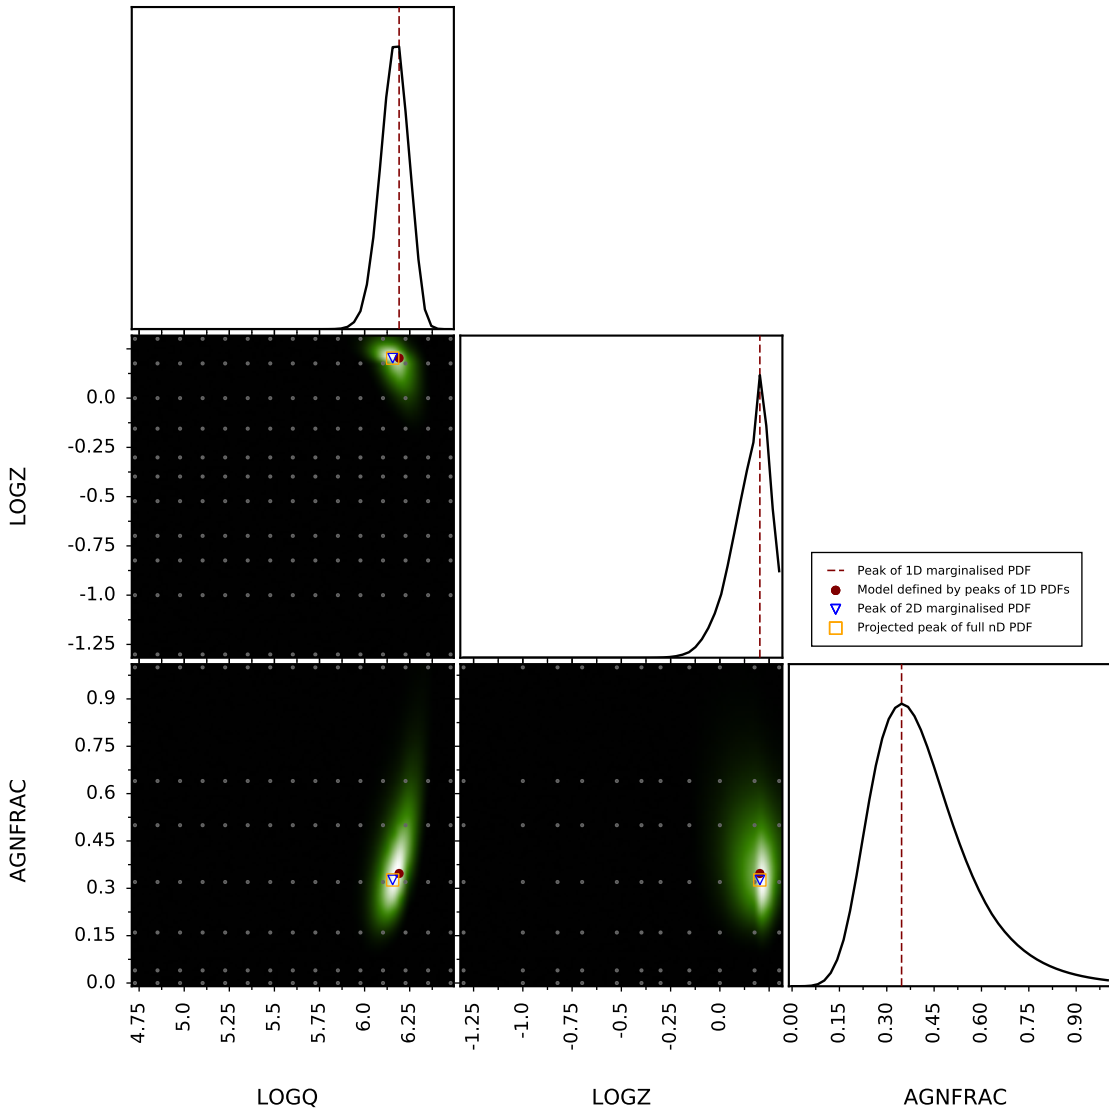 0.0
-0.25
-0.5
-0.75
-1.0
-1.25
LOGZ
Peak of 1D marginalised PDF
Model defined by peaks of 1D PDFs
Peak of 2D marginalised PDF
Projected peak of full nD PDF
0.9
0.75
0.6
0.45
0.3
0.15
0.0
AGNFRAC
4.75 5.0 5.25 5.5 5.75 6.0 6.25
-1.25 -1.0 -0.75 -0.5 -0.25 0.0
0.00 0.15 0.30 0.45 0.60 0.75 0.90
LOGQ LOGZ AGNFRAC